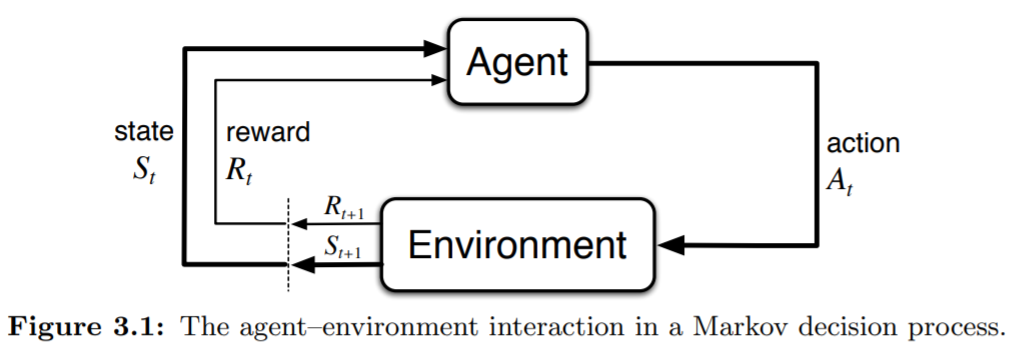 Agent
state
reward
action
S_t
R_t
A_t
R_{t+1}
S_{t+1}
Environment
Figure 3.1: The agent–environment interaction in a Markov decision process.